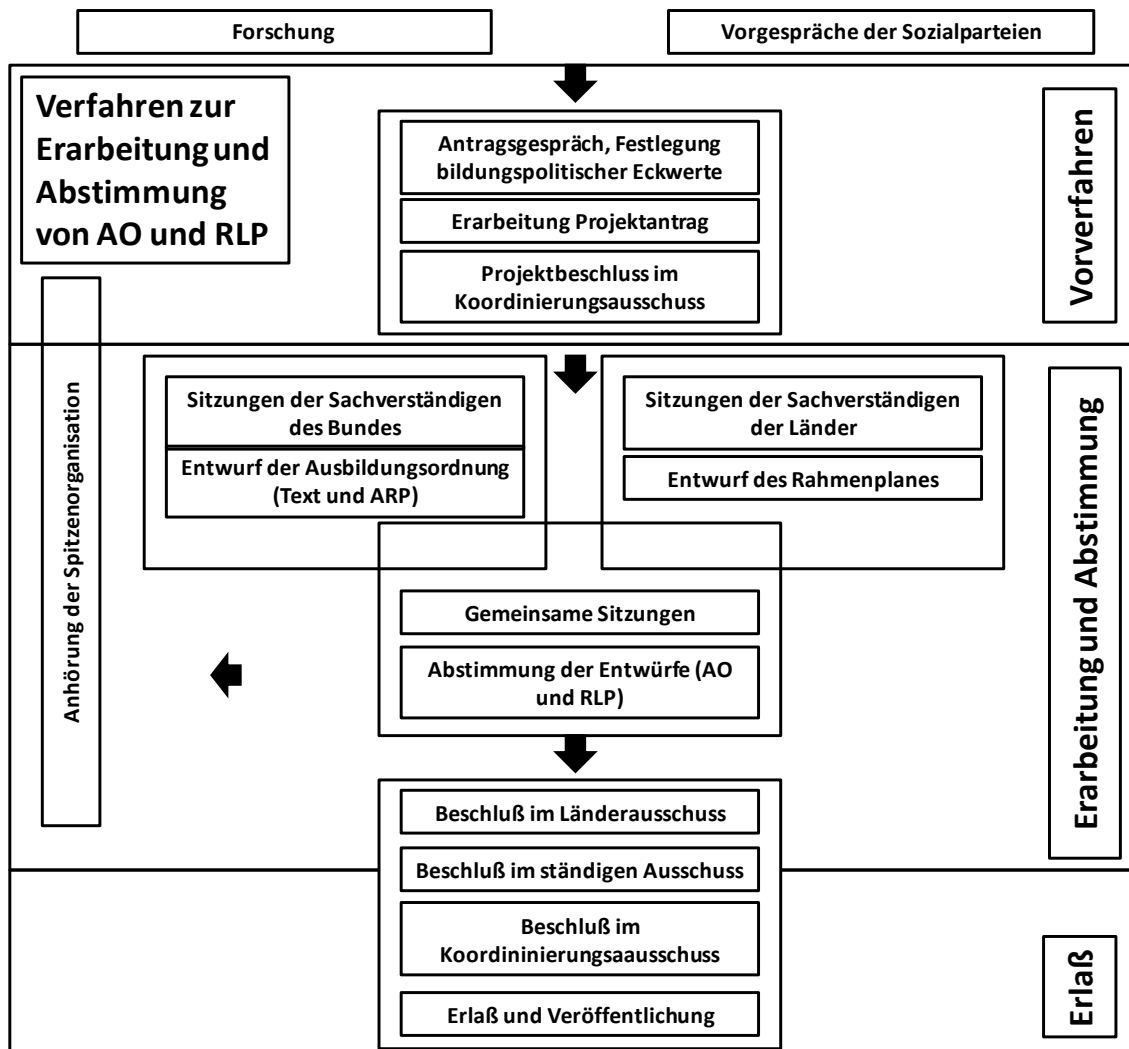 Forschung
Vorgespräche der Sozialparteien
Verfahren zur
Erarbeitung und
Abstimmung
von AO und RLP
Antragsgespräch, Festlegung
bildungspolitischer Eckwerte
Erarbeitung Projektantrag
Projektbeschluss im
Koordinierungsausschuss
Vorverfahren
Anhörung der Spitzenorganisation
Sitzungen der Sachverständigen
des Bundes
Entwurf der Ausbildungsordnung
(Text und ARP)
Sitzungen der Sachverständigen
der Länder
Entwurf des Rahmenplanes
Gemeinsame Sitzungen
Abstimmung der Entwürfe (AO
und RLP)
Erarbeitung und Abstimmung
Beschluß im Länderausschuss
Beschluß im ständigen Ausschuss
Beschluß im
Koordininierungsaausschuss
Erlaß und Veröffentlichung
Erlaß